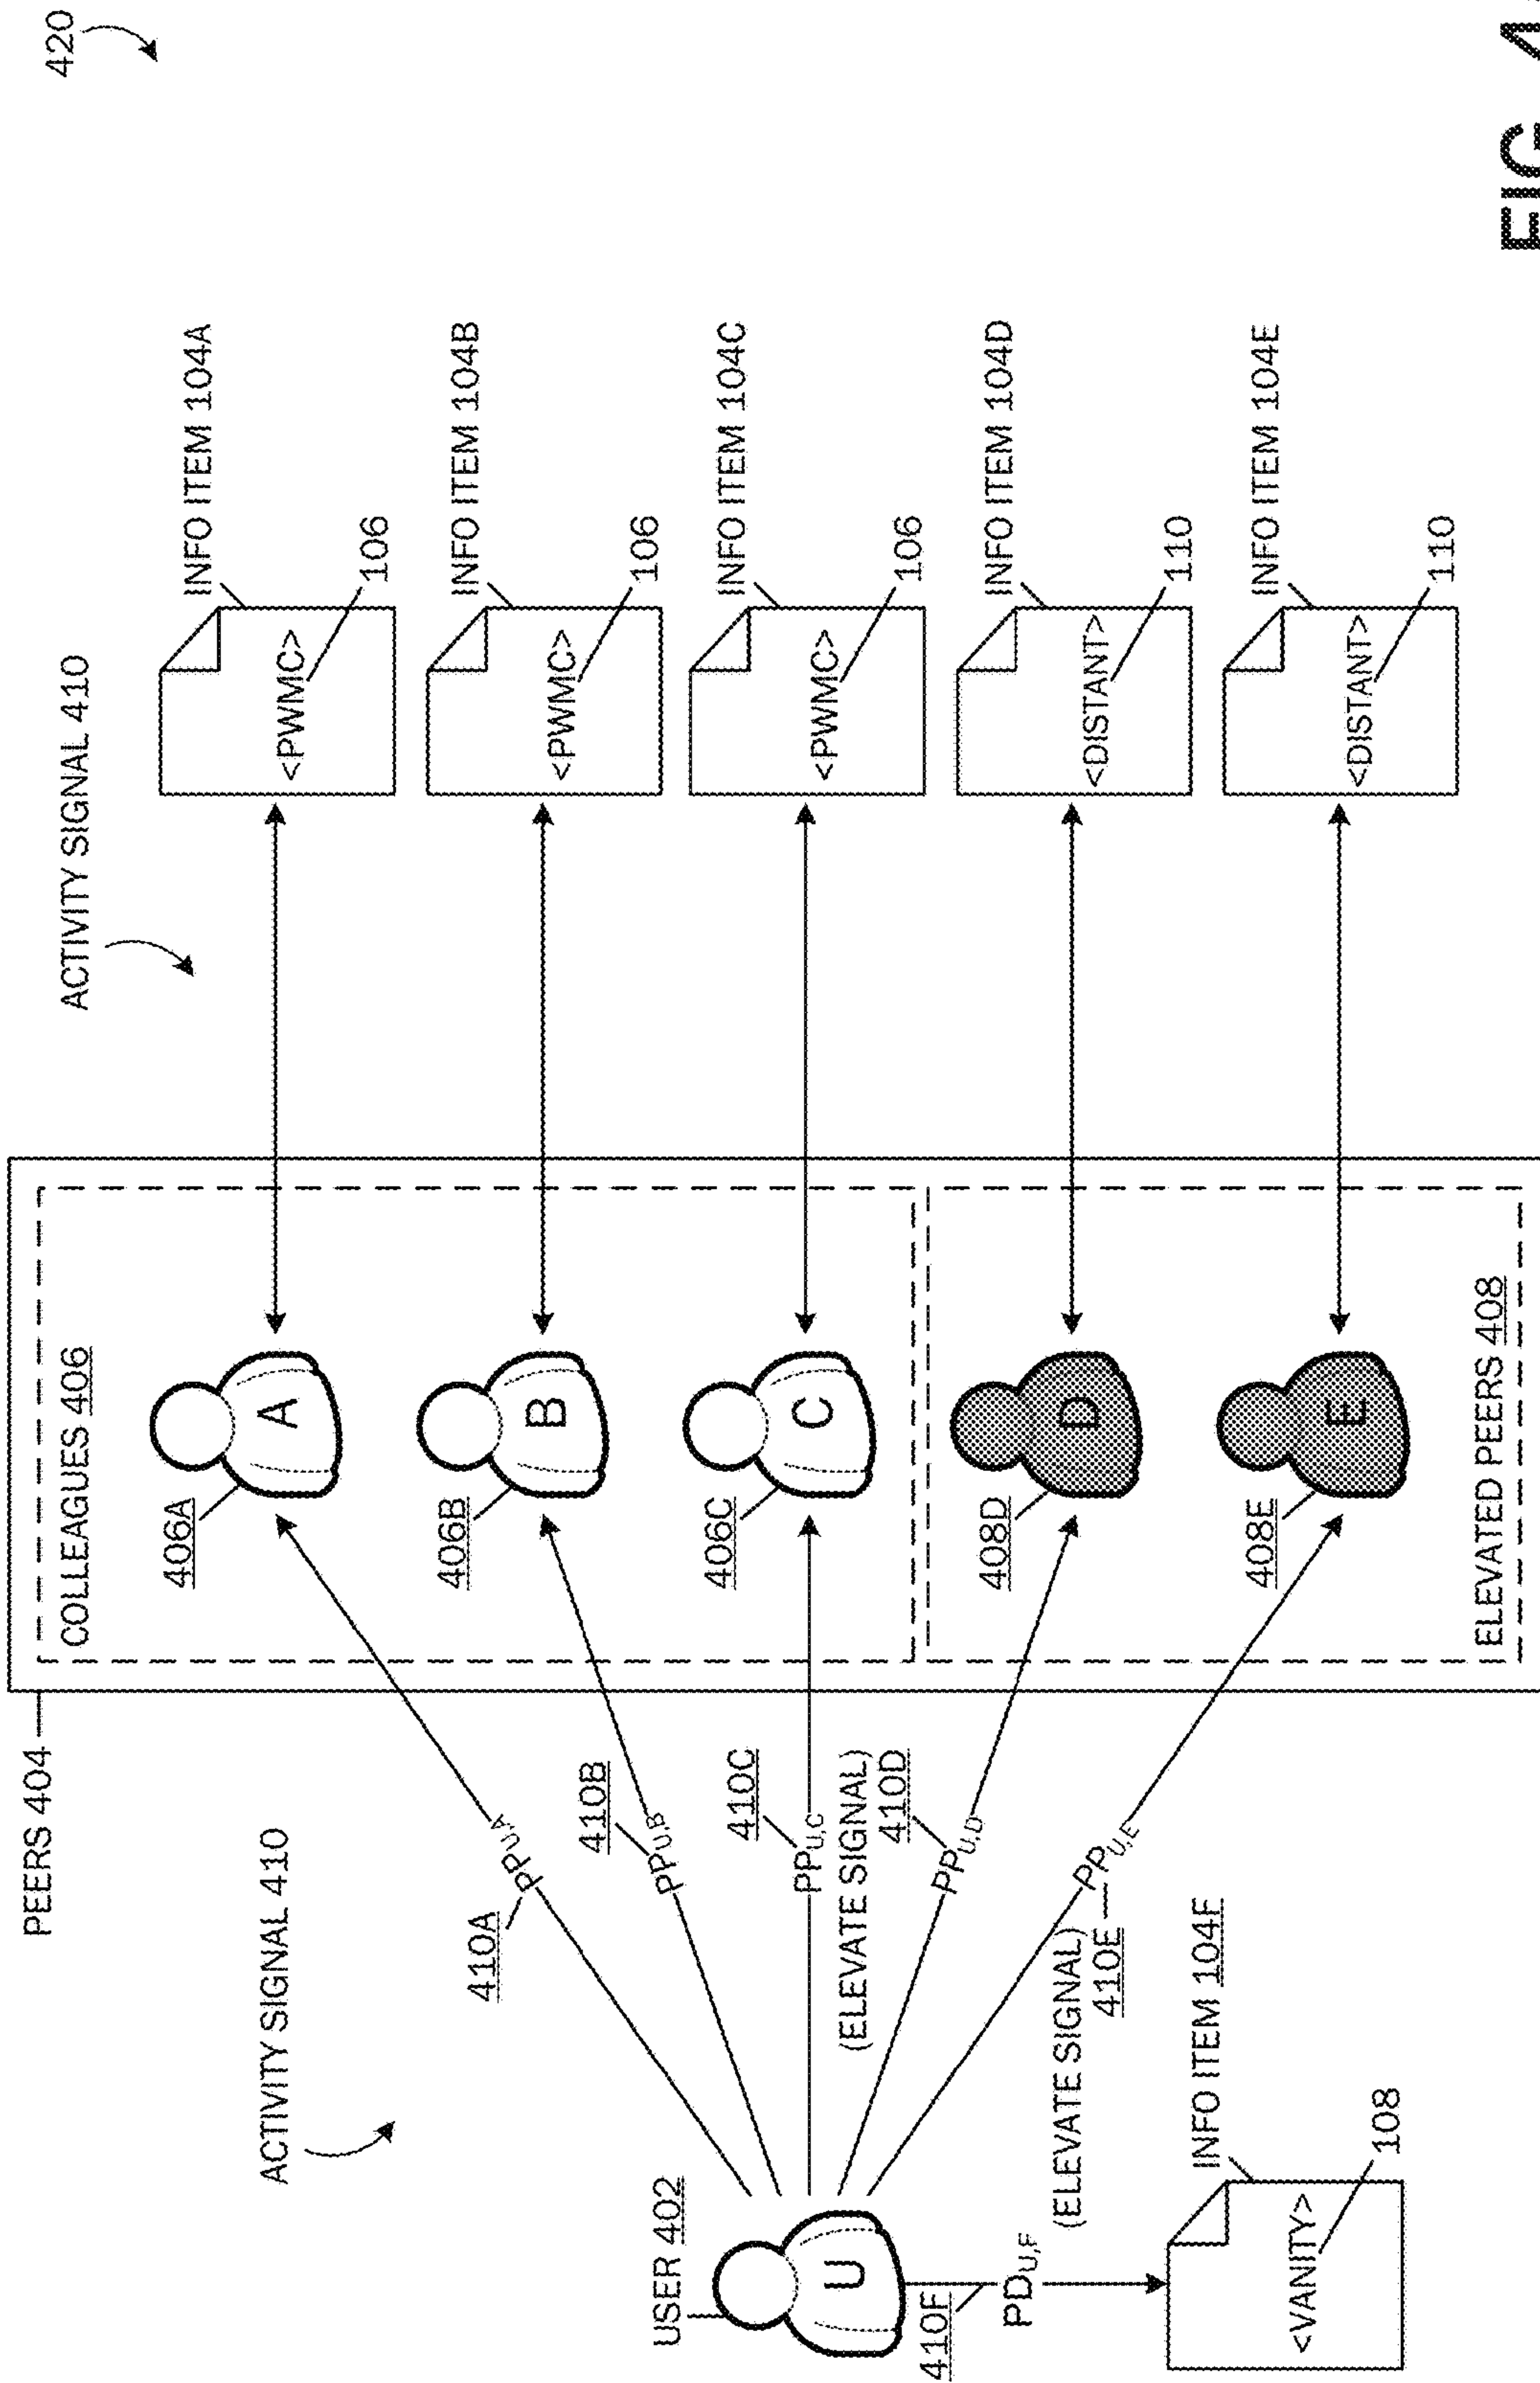 420
ACTIVITY SIGNAL 410
PEERS 404
ACTIVITY SIGNAL 410
COLLEAGUES 406
406A
A
INFO ITEM 104A
<PWMC>
106
410A
PPU,A
406B
B
INFO ITEM 104B
<PWMC>
106
410B
PPU,B
USER 402
U
406C
C
INFO ITEM 104C
<PWMC>
106
410C
PPU,C
(ELEVATE SIGNAL)
410D
PPU,D
408D
D
INFO ITEM 104D
<DISTANT>
110
(ELEVATE SIGNAL)
410E
PPU,E
408E
E
INFO ITEM 104E
<DISTANT>
110
410F
PDU,F
INFO ITEM 104F
<VANITY>
108
ELEVATED PEERS 408